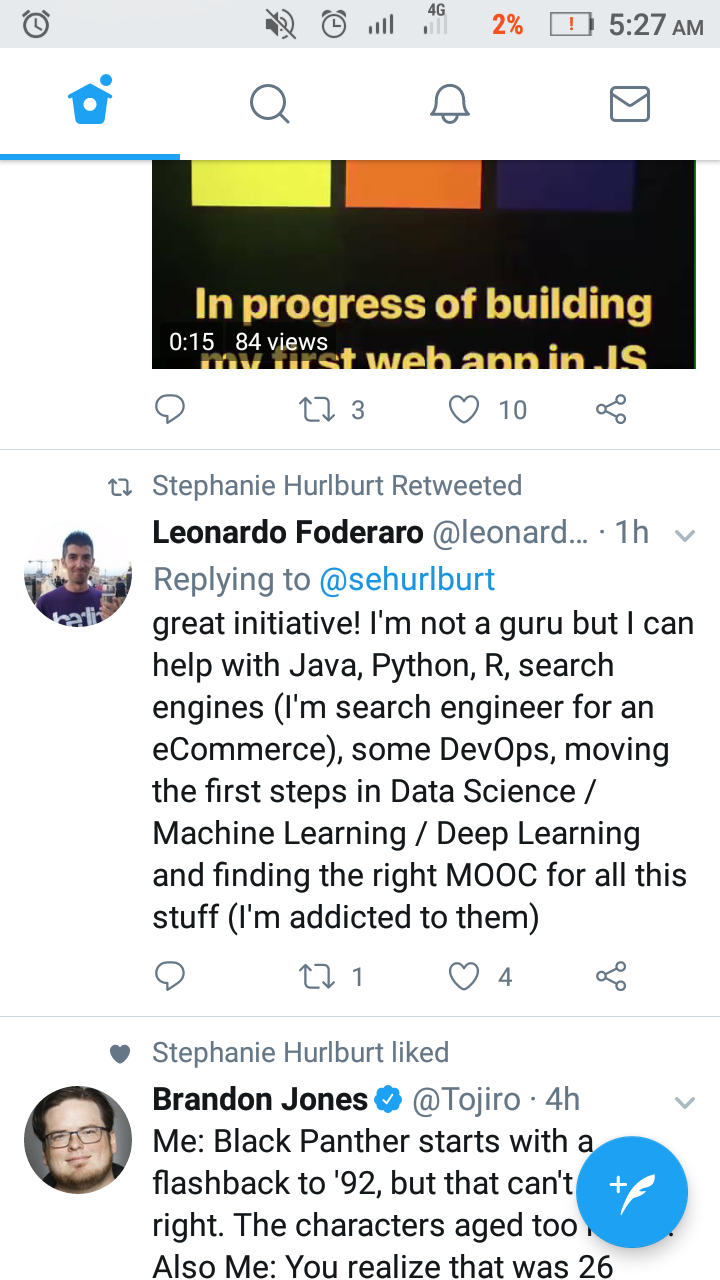 4G
2%
5:27 AM
In progress of building
0:15 84 views
my first web app in JS
3
10
Stephanie Hurlburt Retweeted
Leonardo Foderaro @leonard... · 1h
Replying to @sehurlburt
great initiative! I'm not a guru but I can
help with Java, Python, R, search
engines (I'm search engineer for an
eCommerce), some DevOps, moving
the first steps in Data Science /
Machine Learning / Deep Learning
and finding the right MOOC for all this
stuff (I'm addicted to them)
1
4
Stephanie Hurlburt liked
Brandon Jones @Tojiro · 4h
Me: Black Panther starts with a
flashback to '92, but that can't
right. The characters aged too
Also Me: You realize that was 26